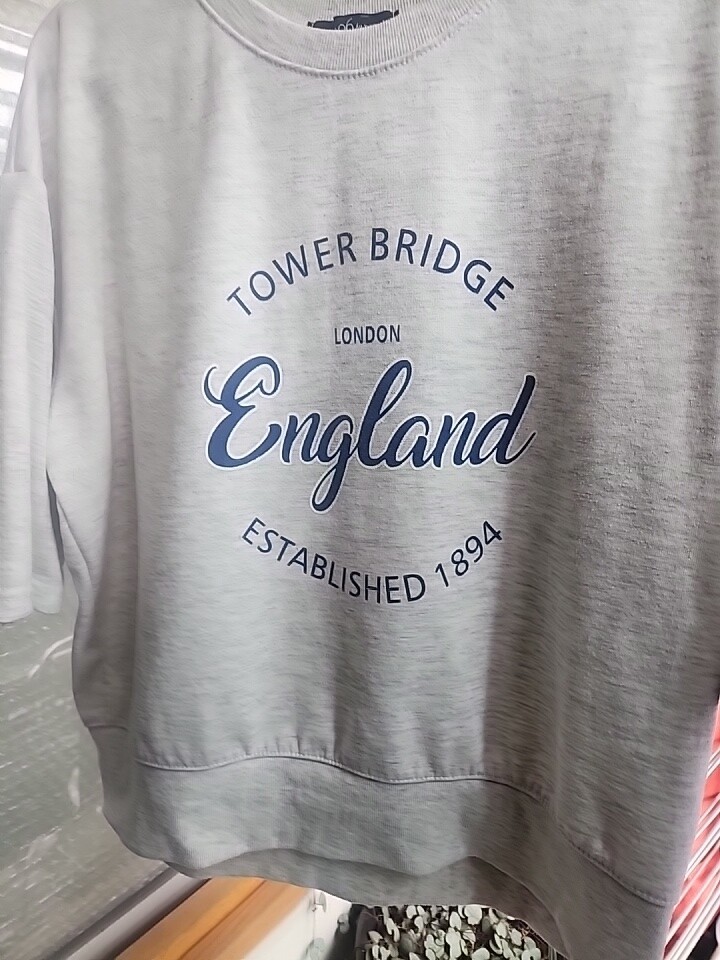 TOWER BRIDGE
LONDON
England
ESTABLISHED 1894